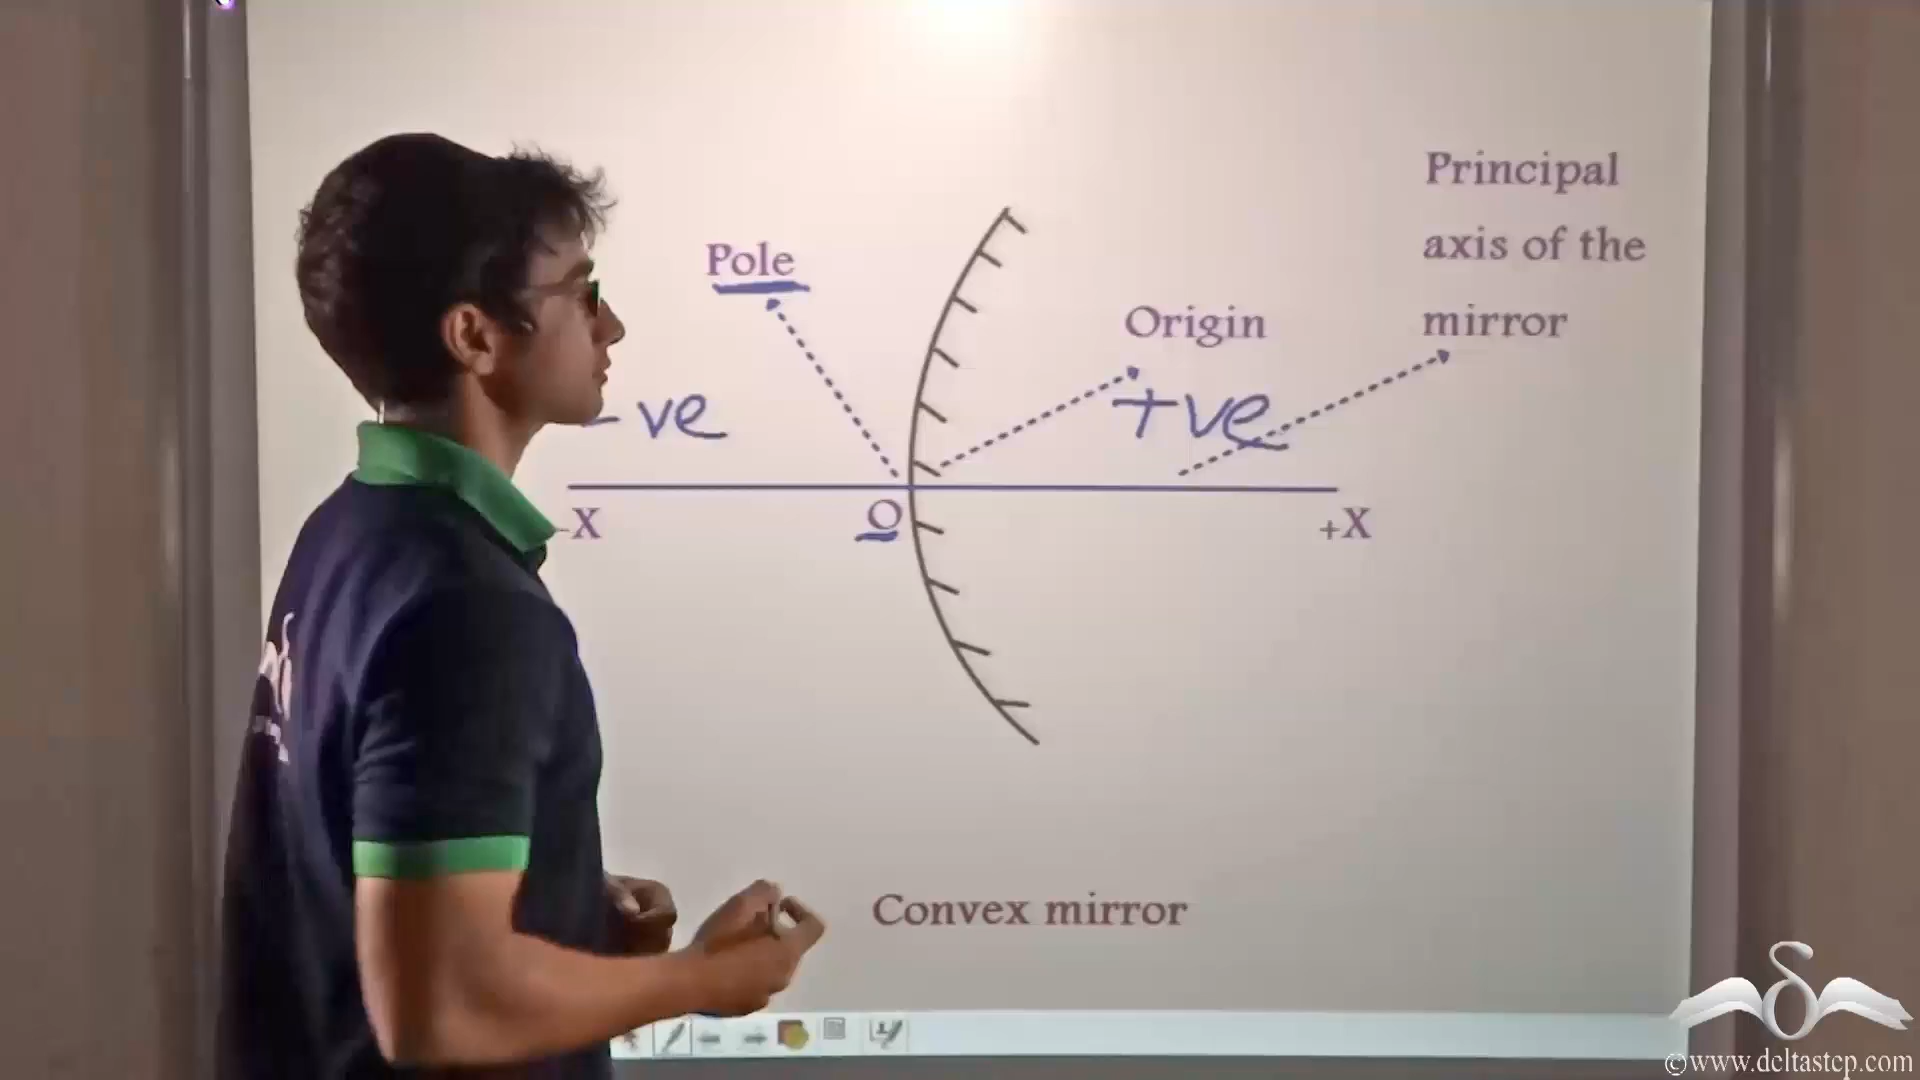 Principal
axis of the
mirror
Pole
Origin
-ve
+ve
-X
O
+X
Convex mirror
©www.deltastep.com